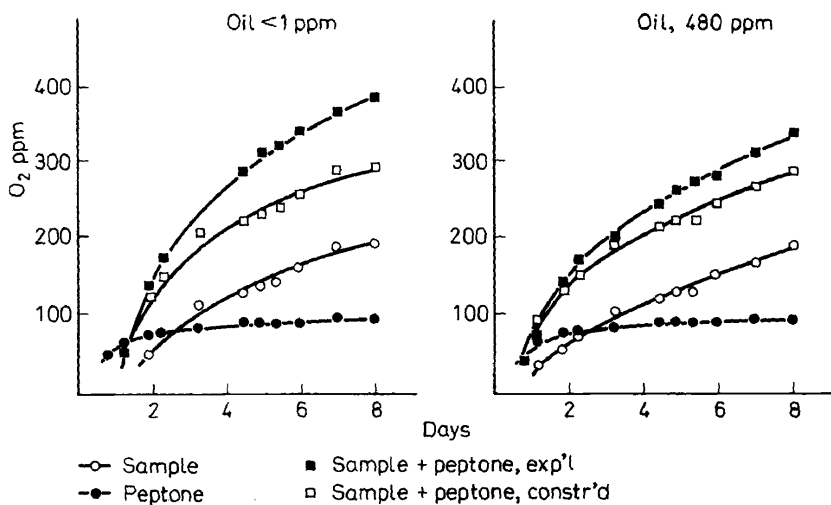 Oil <1 ppm
Oil, 480 ppm
O₂ ppm
400
300
200
100
2 4 6 8
400
300
200
100
0 2 4 6 8
Days
Sample
Peptone
Sample + peptone, exp'l
Sample + peptone, constr'd